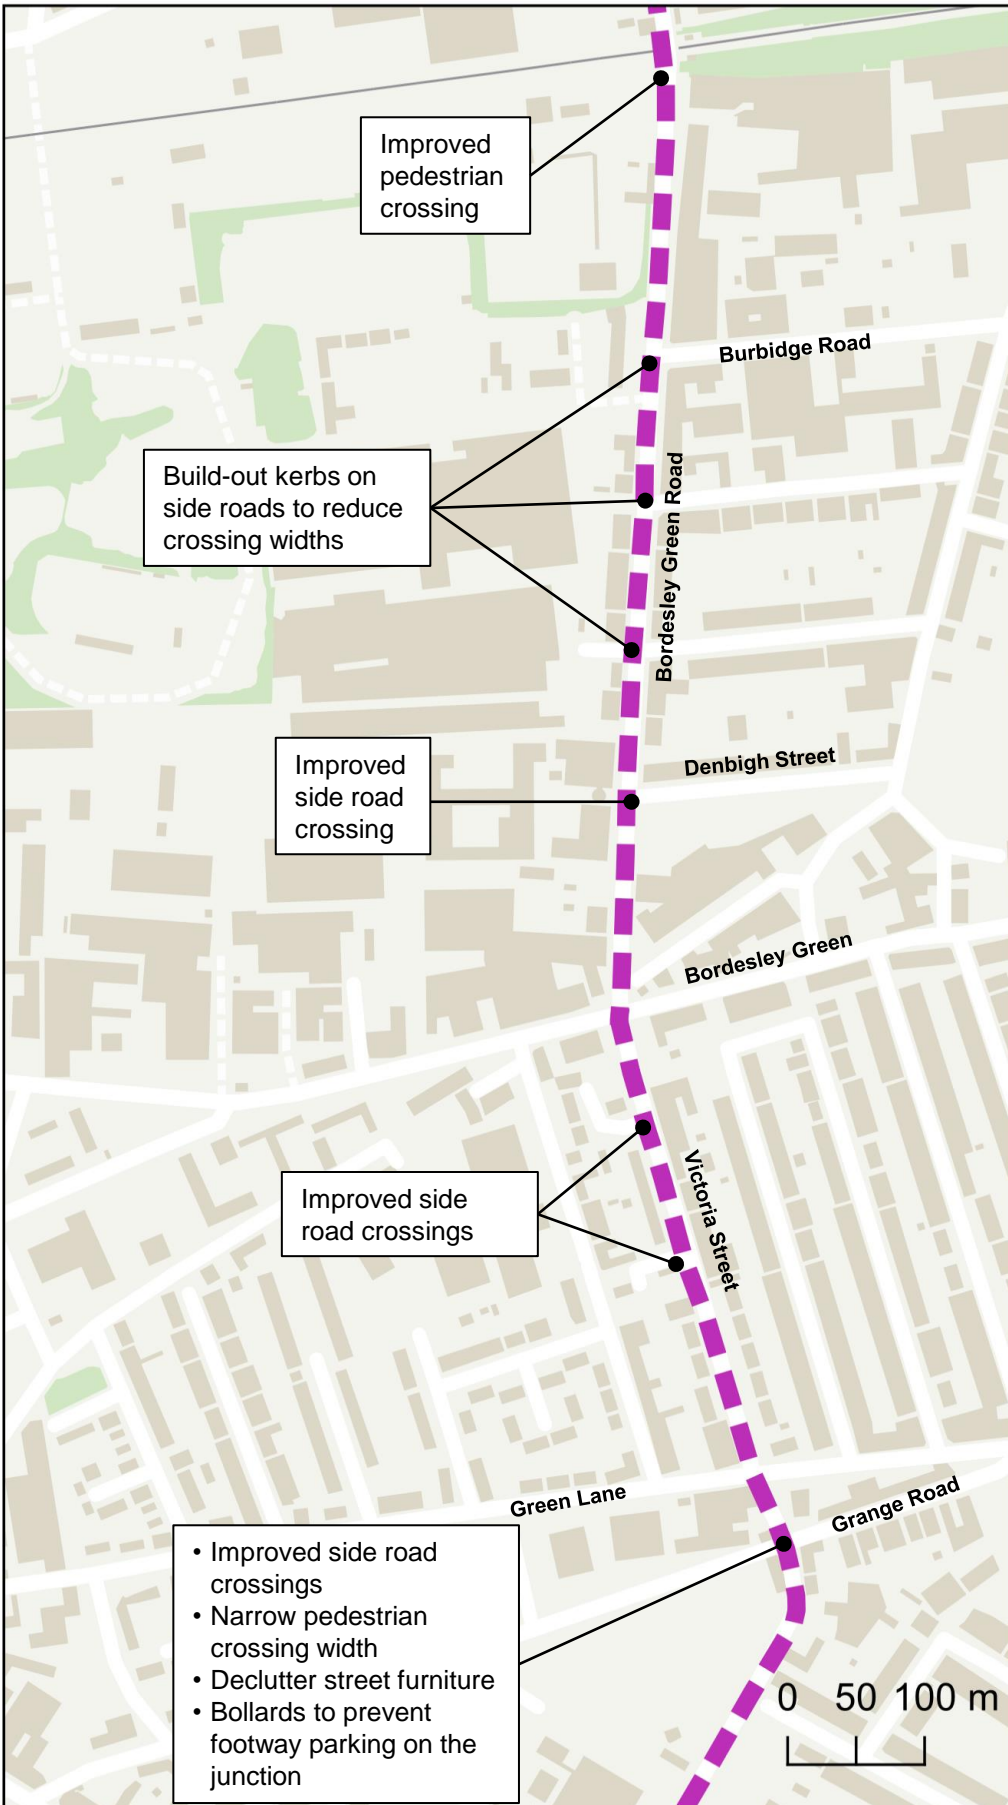 Improved
pedestrian
crossing
Burbidge Road
Build-out kerbs on
side roads to reduce
crossing widths
Bordesley Green Road
Improved
side road
crossing
Denbigh Street
Bordesley Green
Improved side
road crossings
Victoria Street
Green Lane
Grange Road
• Improved side road
crossings
• Narrow pedestrian
crossing width
• Declutter street furniture
• Bollards to prevent
footway parking on the
junction
0 50 100 m